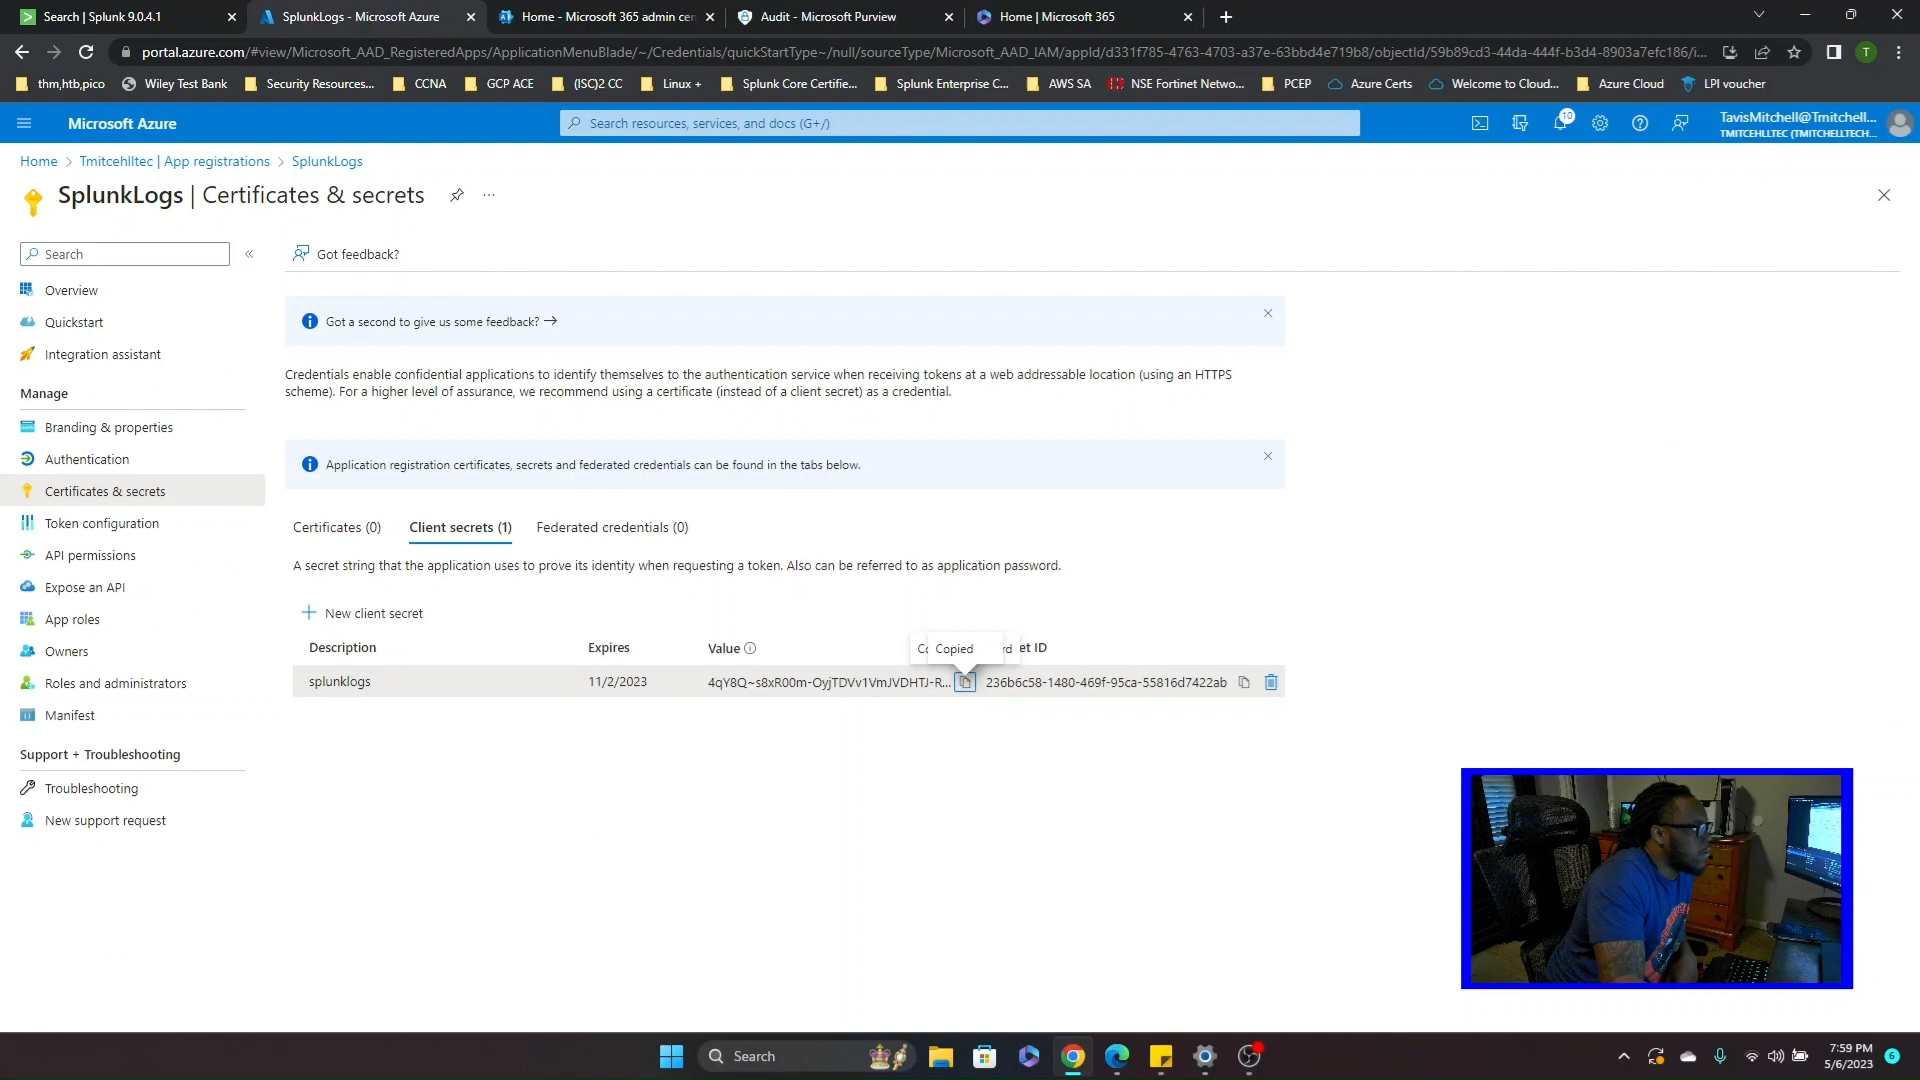 Search | Splunk 9.0.4.1
SplunkLogs - Microsoft Azure
Home - Microsoft 365 admin cen
Audit - Microsoft Purview
Home | Microsoft 365
portal.azure.com/#view/Microsoft_AAD_RegisteredApps/ApplicationMenuBlade/~/Credentials/quickStartType~/null/sourceType/Microsoft_AAD_IAM/appId/d331f785-4763-4703-a37e-63bbd4e719b8/objectId/59b89cd3-44da-444f-b3d4-8903a7efc186/i...
T
thm,htb,pico
Wiley Test Bank
Security Resources...
CCNA
GCP ACE
(ISC)2 CC
Linux +
Splunk Core Certifie...
Splunk Enterprise C...
AWS SA
NSE Fortinet Netwo...
PCEP
Azure Certs
Welcome to Cloud...
Azure Cloud
LPI voucher
Microsoft Azure
Search resources, services, and docs (G+/)
10
TavisMitchell@Tmitchell...
TMITCEHLLTEC (TMITCHELLTECH...
Home > Tmitcehlltec | App registrations > SplunkLogs
SplunkLogs | Certificates & secrets
Search
Got feedback?
Overview
Quickstart
Integration assistant
Manage
Branding & properties
Authentication
Certificates & secrets
Token configuration
API permissions
Expose an API
App roles
Owners
Roles and administrators
Manifest
Support + Troubleshooting
Troubleshooting
New support request
Got a second to give us some feedback?
Credentials enable confidential applications to identify themselves to the authentication service when receiving tokens at a web addressable location (using an HTTPS
scheme). For a higher level of assurance, we recommend using a certificate (instead of a client secret) as a credential.
Application registration certificates, secrets and federated credentials can be found in the tabs below.
Certificates (0)
Client secrets (1)
Federated credentials (0)
A secret string that the application uses to prove its identity when requesting a token. Also can be referred to as application password.
New client secret
Description
Expires
Value
Copied
et ID
splunklogs
11/2/2023
4qY8Q~s8xR00m-OyjTDVv1VmJVDHTJ-R...
236b6c58-1480-469f-95ca-55816d7422ab
Search
7:59 PM
5/6/2023
6